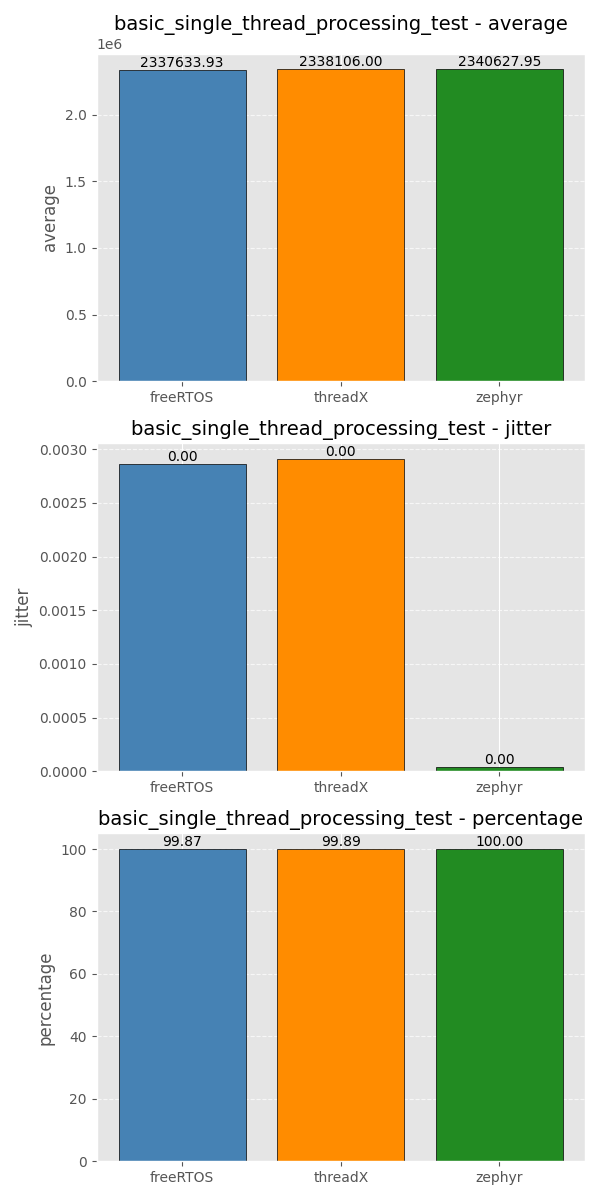 basic_single_thread_processing_test - average
1e6
2337633.93 2338106.00 2340627.95
2.0
1.5
1.0
0.5
0.0
average
freeRTOS threadX zephyr
basic_single_thread_processing_test - jitter
0.0030
0.00 0.00
0.0025
0.0020
0.0015
0.0010
0.0005
0.00
0.0000
jitter
freeRTOS threadX zephyr
basic_single_thread_processing_test - percentage
99.87 99.89 100.00
100
80
60
40
20
0
percentage
freeRTOS threadX zephyr